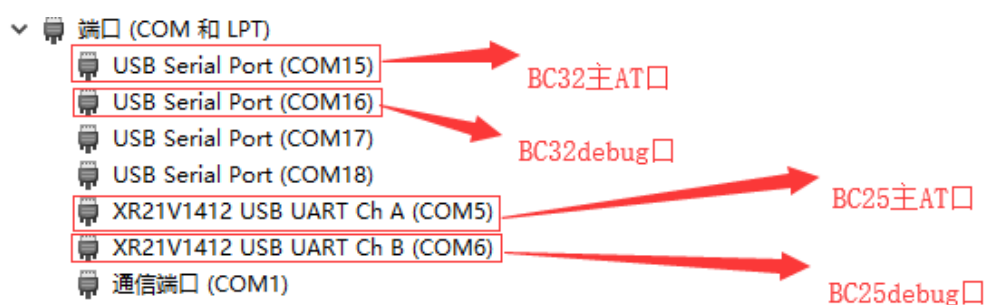 端口 (COM 和 LPT)
USB Serial Port (COM15)
BC32主AT口
USB Serial Port (COM16)
USB Serial Port (COM17)
BC32debug口
USB Serial Port (COM18)
XR21V1412 USB UART Ch A (COM5)
BC25主AT口
XR21V1412 USB UART Ch B (COM6)
通信端口 (COM1)
BC25debug口